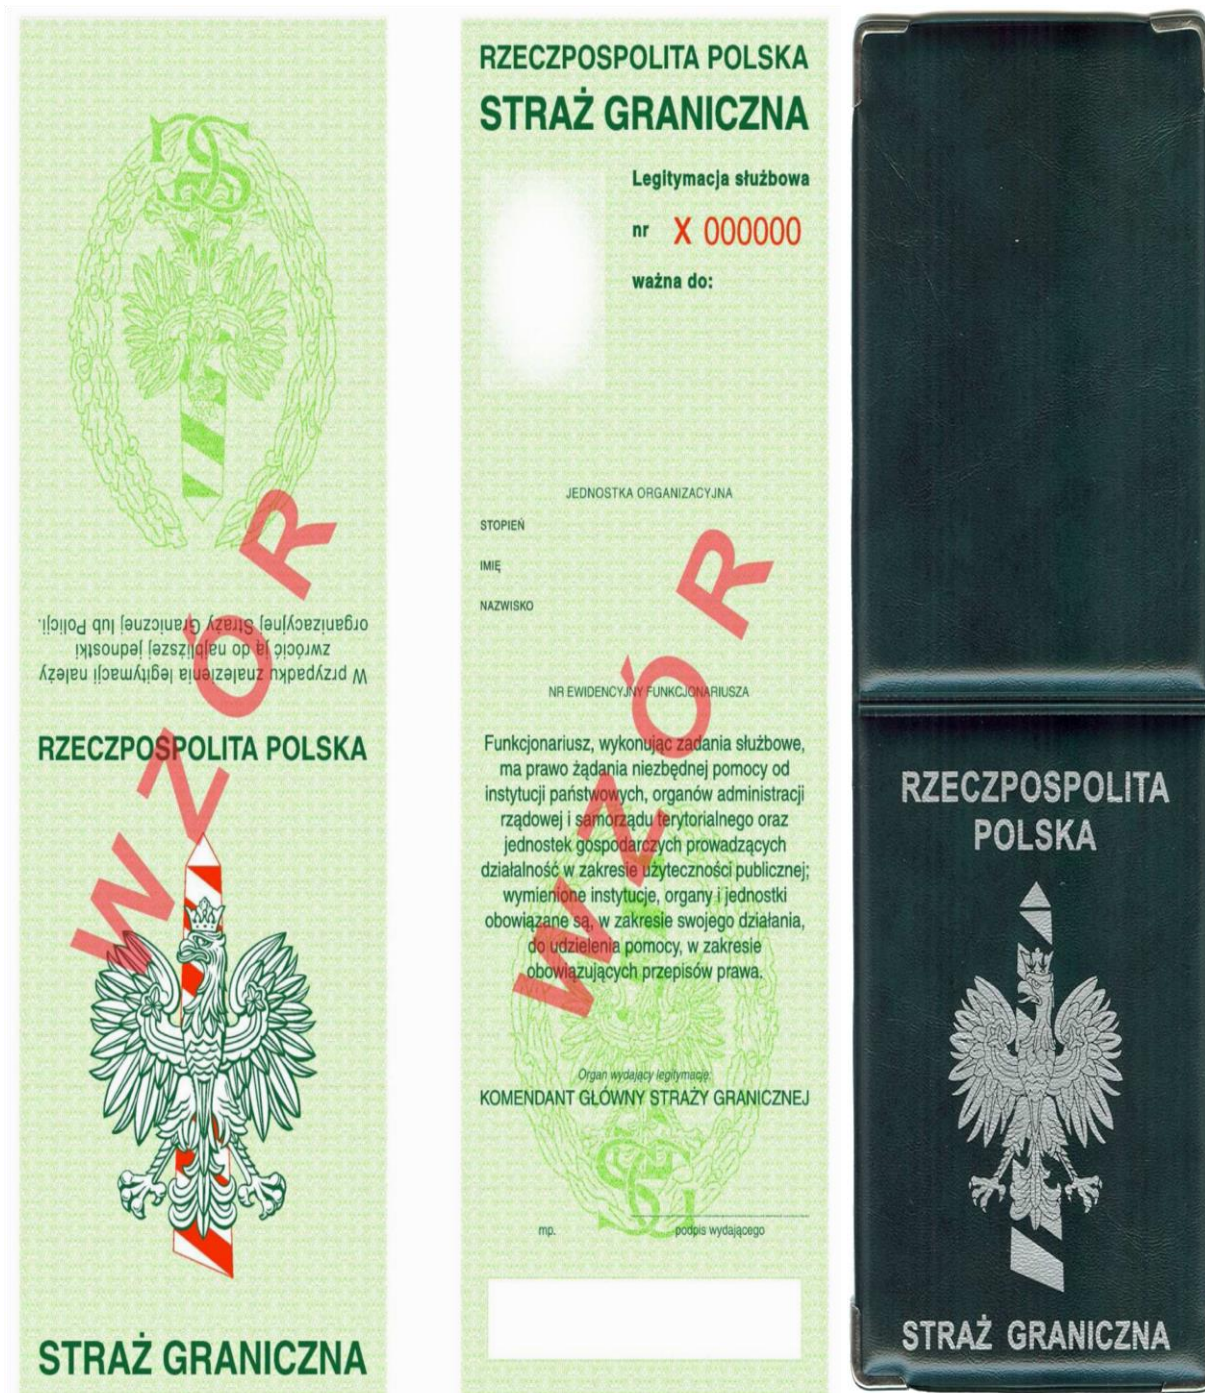 W przypadku znalezienia legitymacji należy
zwrócić ją do najbliższej jednostki
organizacyjnej Straży Granicznej lub Policji.
RZECZPOSPOLITA POLSKA
STRAŻ GRANICZNA
WZÓR
RZECZPOSPOLITA POLSKA
STRAŻ GRANICZNA
Legitymacja służbowa
nr X 000000
ważna do:
JEDNOSTKA ORGANIZACYJNA
STOPIEŃ
IMIĘ
NAZWISKO
NR EWIDENCYJNY FUNKCJONARIUSZA
Funkcjonariusz, wykonując zadania służbowe,
ma prawo żądania niezbędnej pomocy od
instytucji państwowych, organów administracji
rządowej i samorządu terytorialnego oraz
jednostek gospodarczych prowadzących
działalność w zakresie użyteczności publicznej;
wymienione instytucje, organy i jednostki
obowiązane są, w zakresie swojego działania,
do udzielenia pomocy, w zakresie
obowiązujących przepisów prawa.
Organ wydający legitymację:
KOMENDANT GŁÓWNY STRAŻY GRANICZNEJ
mp.
podpis wydającego
WZÓR
RZECZPOSPOLITA
POLSKA
STRAŻ GRANICZNA